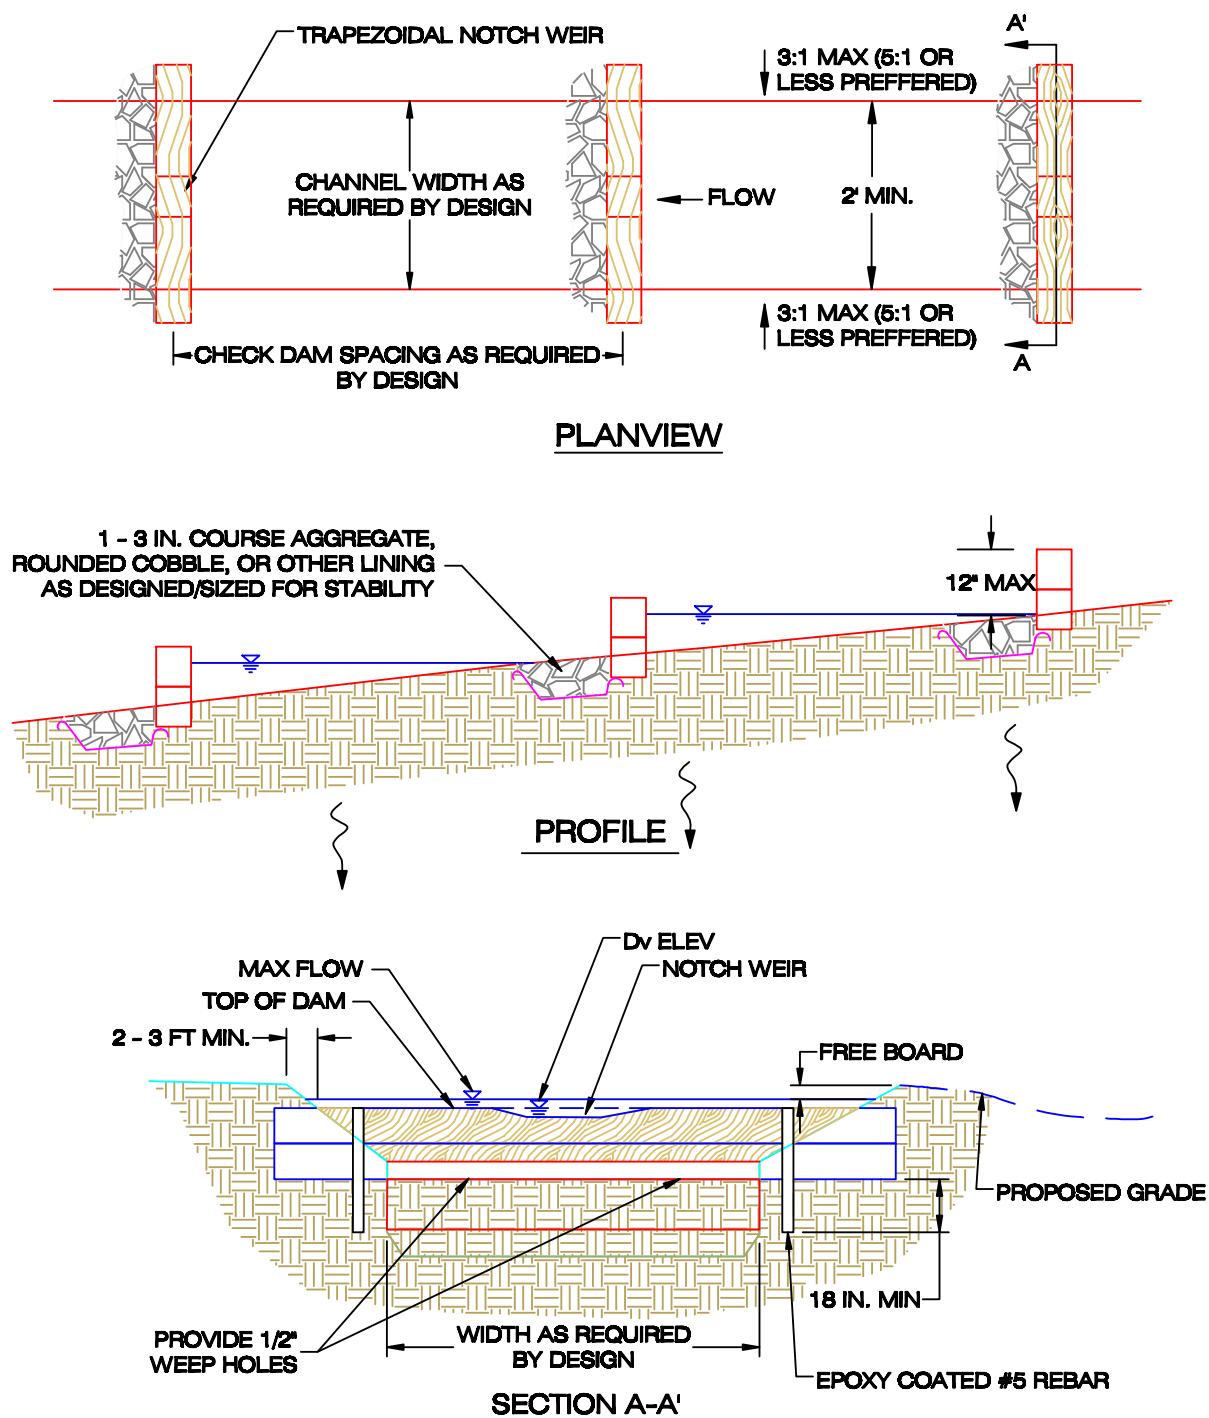 TRAPEZOIDAL NOTCH WEIR
A'
3:1 MAX (5:1 OR
LESS PREFFERED)
CHANNEL WIDTH AS
REQUIRED BY DESIGN
FLOW
2' MIN.
3:1 MAX (5:1 OR
LESS PREFFERED)
A
CHECK DAM SPACING AS REQUIRED
BY DESIGN
PLANVIEW
1 - 3 IN. COURSE AGGREGATE,
ROUNDED COBBLE, OR OTHER LINING
AS DESIGNED/SIZED FOR STABILITY
12" MAX
PROFILE
Dv ELEV
MAX FLOW
NOTCH WEIR
TOP OF DAM
2 - 3 FT MIN.
FREE BOARD
PROPOSED GRADE
18 IN. MIN
PROVIDE 1/2"
WEEP HOLES
WIDTH AS REQUIRED
BY DESIGN
EPOXY COATED #5 REBAR
SECTION A-A'